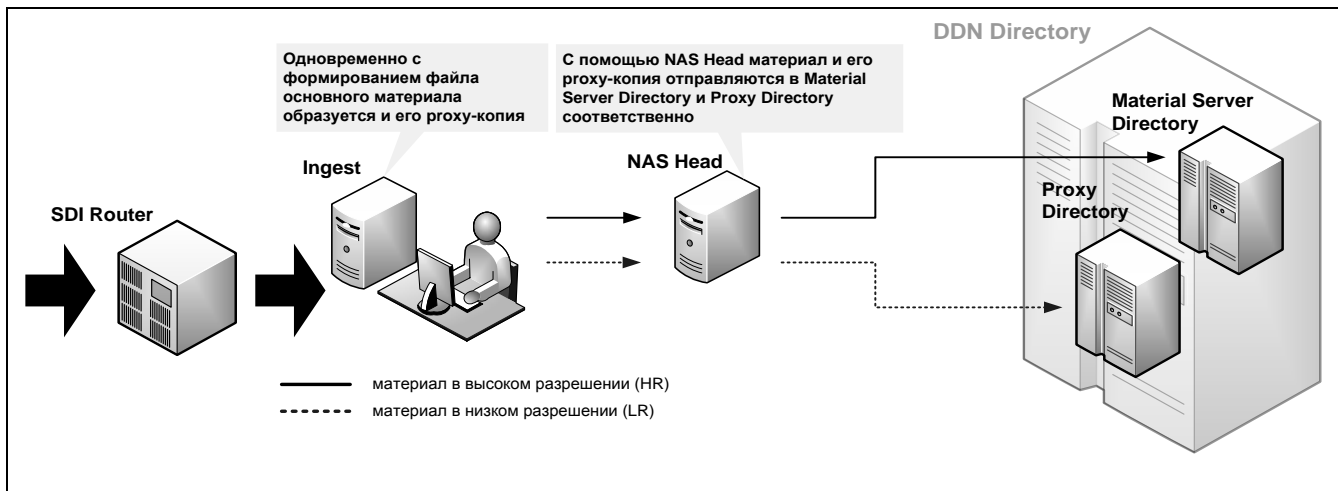 DDN Directory
Одновременно с
формированием файла
основного материала
образуется и его proxy-копия
С помощью NAS Head материал и его
proxy-копия отправляются в Material
Server Directory и Proxy Directory
соответственно
Material Server
Directory
Ingest
NAS Head
Proxy
Directory
SDI Router
материал в высоком разрешении (HR)
материал в низком разрешении (LR)